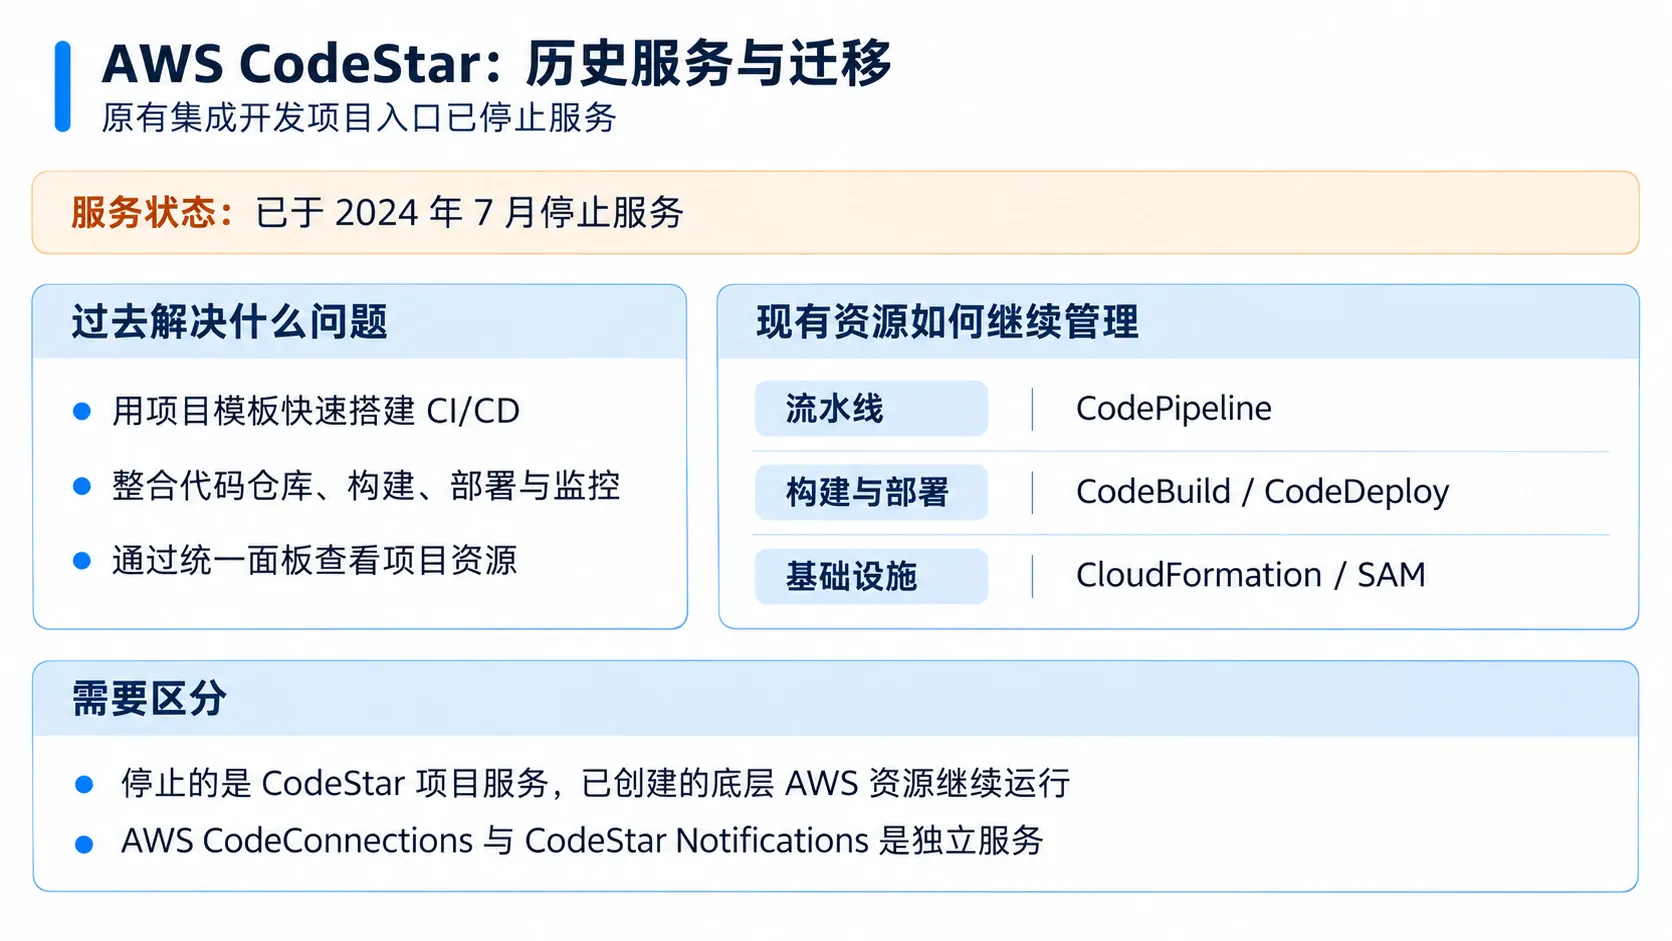 AWS CodeStar：历史服务与迁移
原有集成开发项目入口已停止服务
服务状态：已于 2024 年 7 月停止服务
过去解决什么问题
用项目模板快速搭建 CI/CD
整合代码仓库、构建、部署与监控
通过统一面板查看项目资源
现有资源如何继续管理
流水线 CodePipeline
构建与部署 CodeBuild / CodeDeploy
基础设施 CloudFormation / SAM
需要区分
停止的是 CodeStar 项目服务，已创建的底层 AWS 资源继续运行
AWS CodeConnections 与 CodeStar Notifications 是独立服务